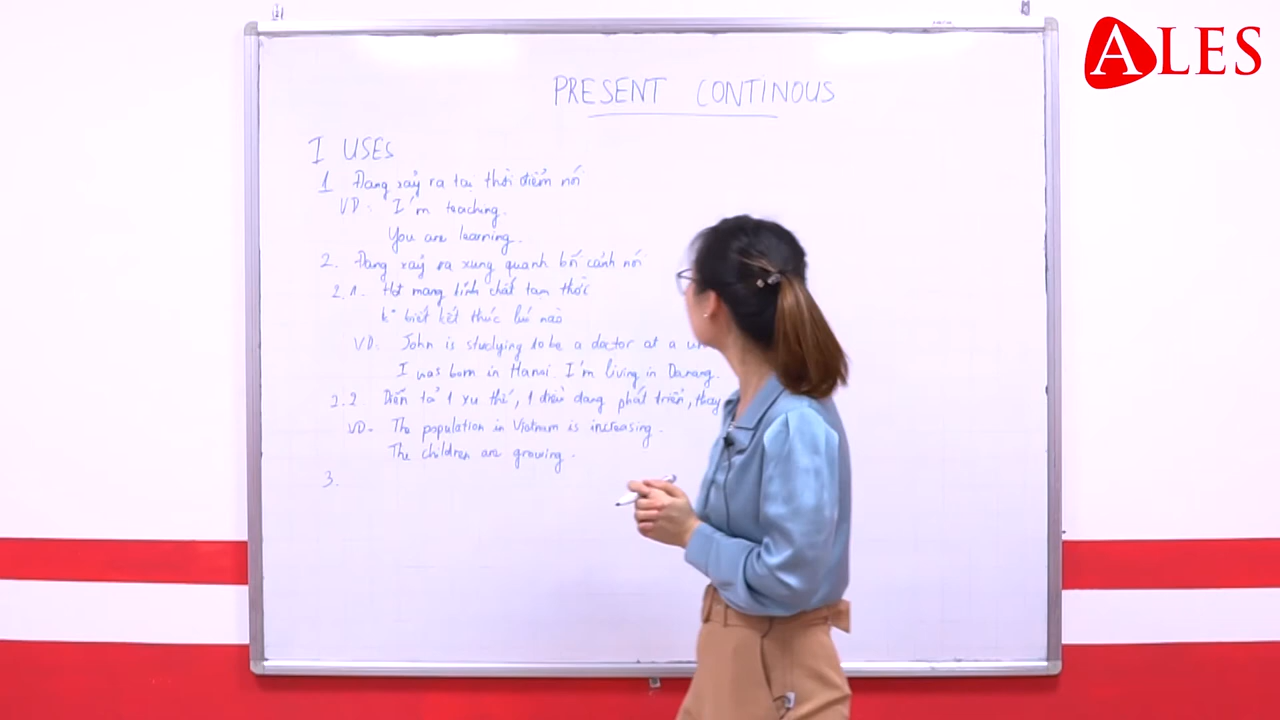 ALES
PRESENT CONTINOUS
I USES
1 Đang xảy ra tại thời điểm nói
VD: I'm teaching.
You are learning.
2. Đang xảy ra xung quanh bối cảnh nói
2.1. Hđ mang tính chất tạm thời
k° biết kết thúc lúc nào
VD. John is studying to be a doctor at a
I was born in Hanoi. I'm living in Danang.
2.2. Diễn tả 1 xu thế, 1 điều đang phát triển, thay
VD. The population in Vietnam is increasing.
The children are growing.
3.